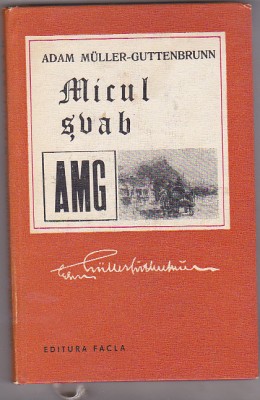 ADAM MÜLLER-GUTTENBRUNN
Micul
șvab
AMG
EDITURA FACLA